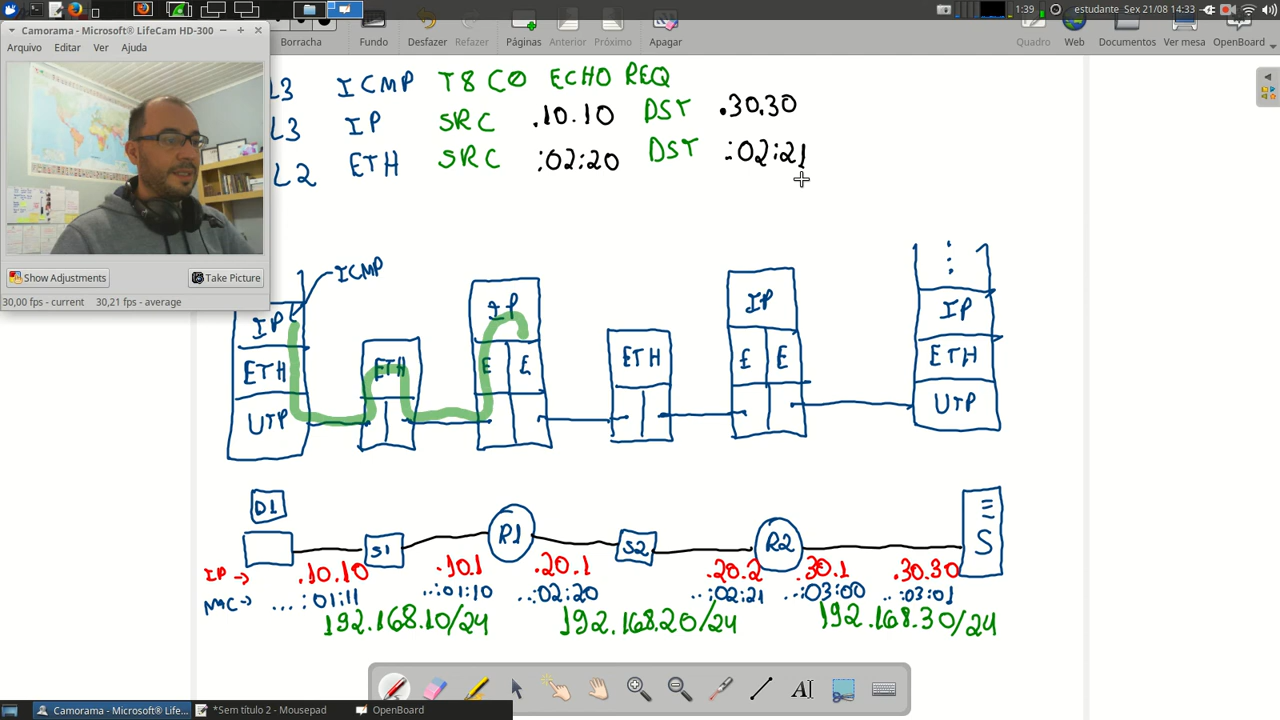 1:39
estudante Sex 21/08 14:33
Camorama - Microsoft® LifeCam HD-300
Arquivo Editar Ver Ajuda
Borracha Fundo Desfazer Refazer Páginas Anterior Próximo Apagar Quadro Web Documentos Ver mesa OpenBoard
Show Adjustments Take Picture
30,00 fps - current 30,21 fps - average
L3 ICMP T8 C0 ECHO REQ
L3 IP SRC .10.10 DST .30.30
L2 ETH SRC :02:20 DST :02:21
ICMP
IP IP IP IP
ETH ETH E E ETH E E ETH
UTP UTP
D1
S1 R1 S2 R2 S
IP → .10.10 .10.1 .20.1 .20.2 .30.1 .30.30
MAC → ...:01:11 ..:01:10 ..:02:20 ..:02:21 ..:03:00 ..:03:01
192.168.10/24 192.168.20/24 192.168.30/24
Camorama - Microsoft® Life... *Sem título 2 - Mousepad OpenBoard